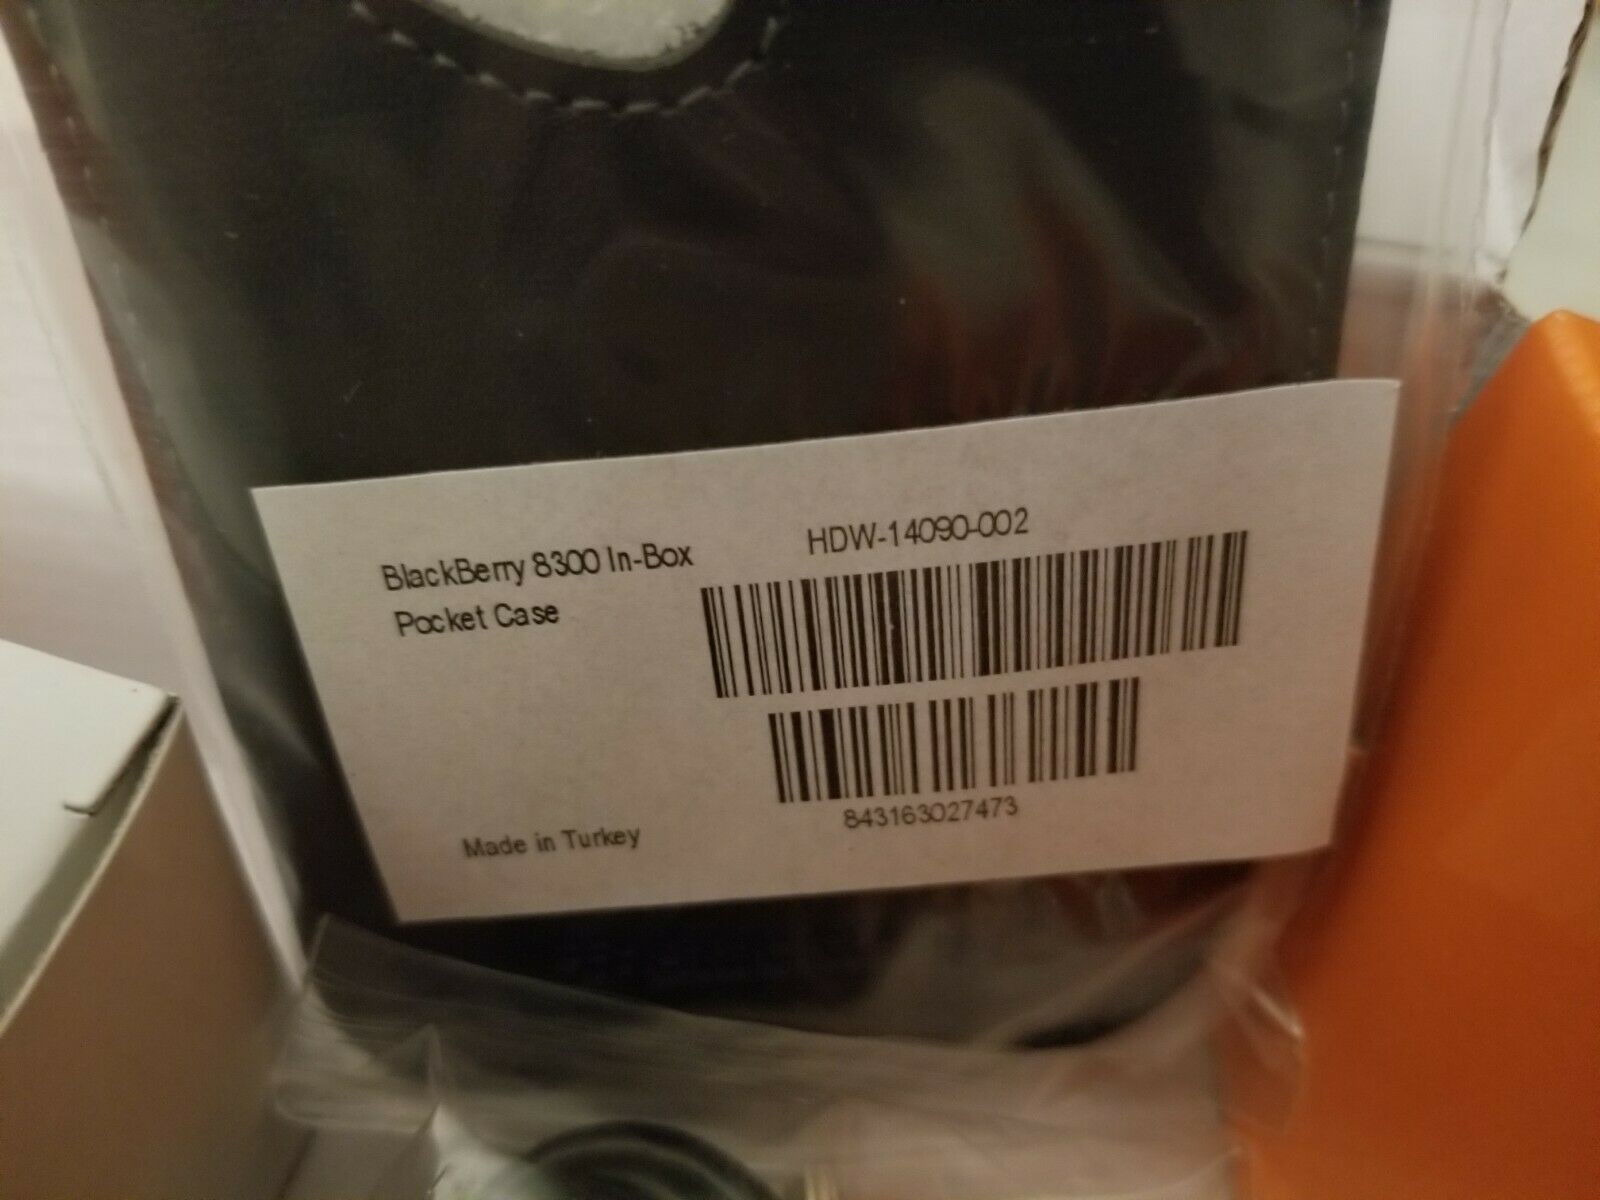 BlackBerry 8300 In-Box
Pocket Case
HDW-14090-002
843163027473
Made in Turkey